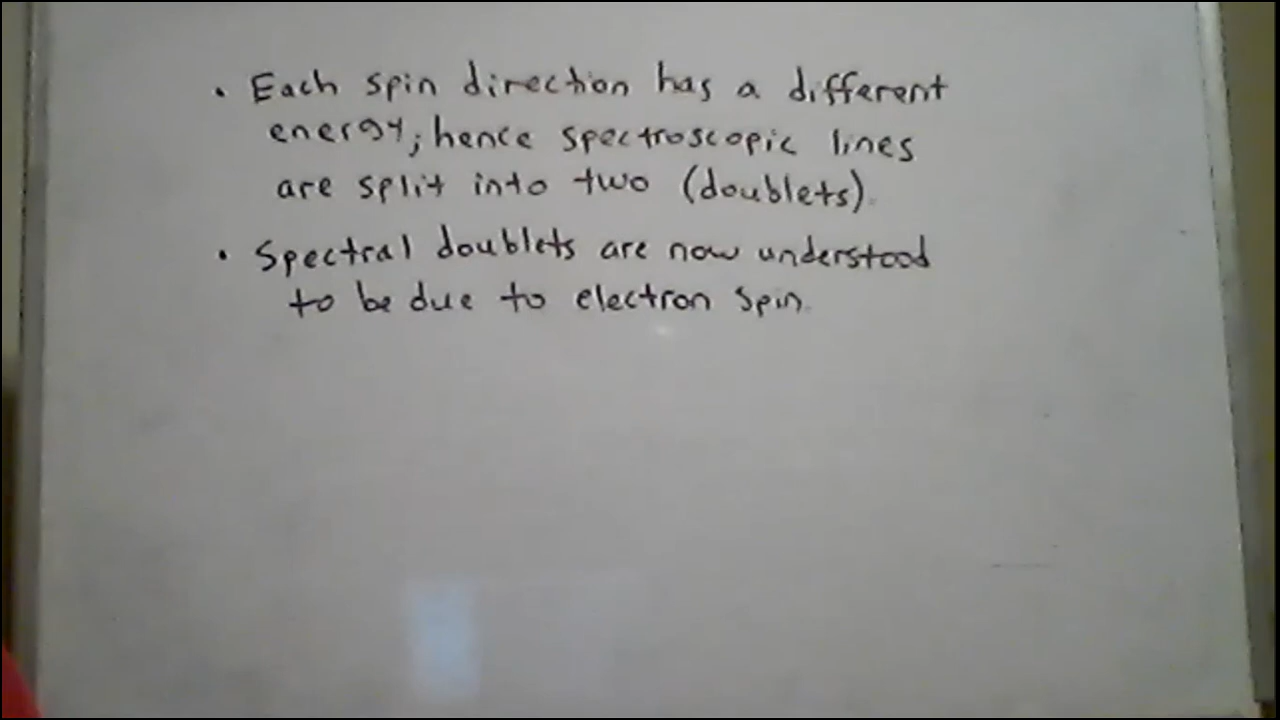 • Each spin direction has a different
energy; hence spectroscopic lines
are split into two (doublets).
• Spectral doublets are now understood
to be due to electron spin.